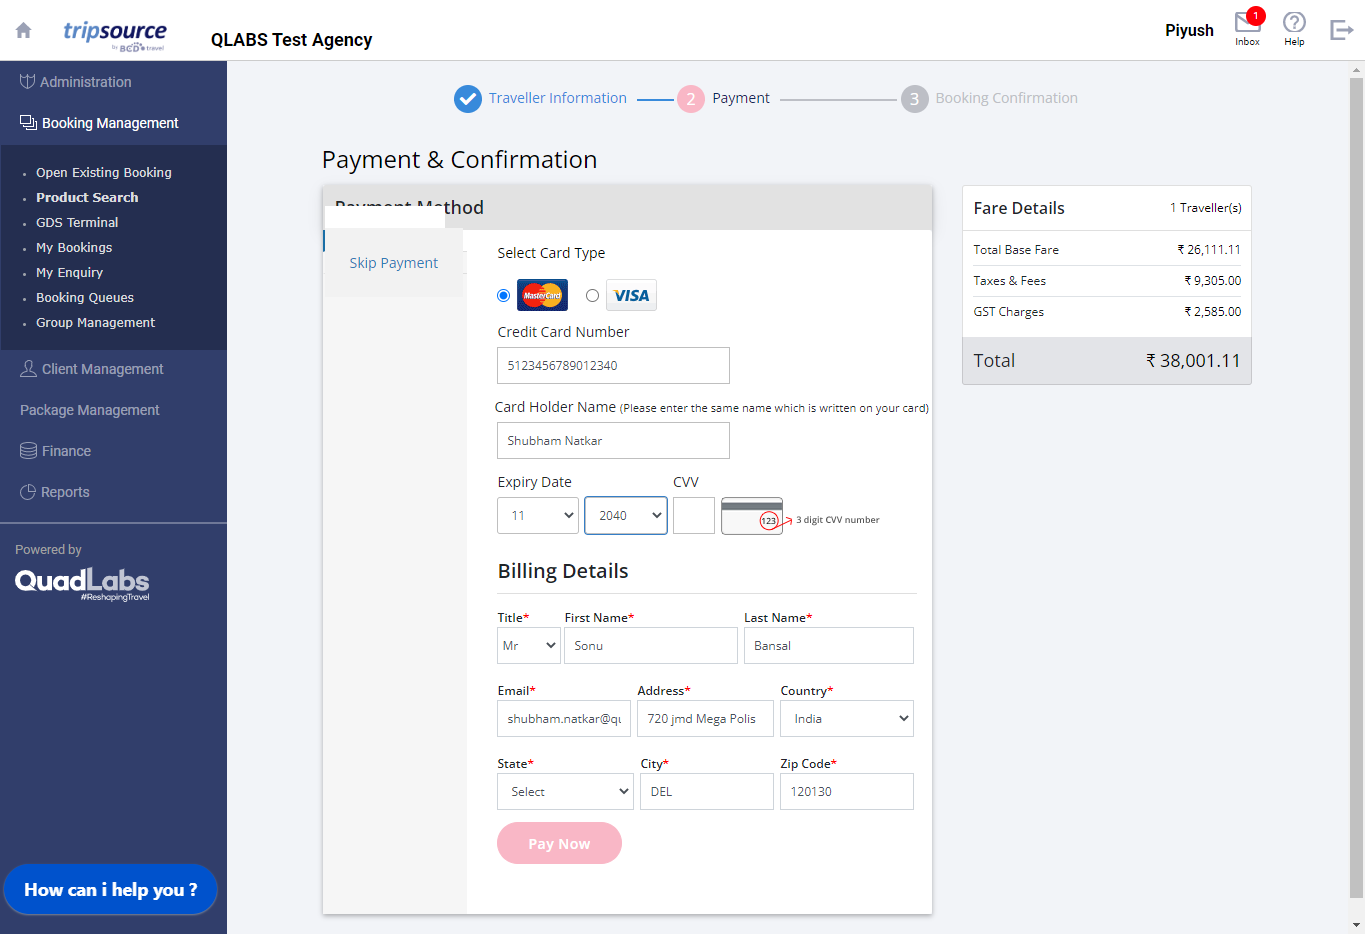 tripsource
by BCD travel
QLABS Test Agency
Piyush
1
Inbox
Help
Administration
Booking Management
Open Existing Booking
Product Search
GDS Terminal
My Bookings
My Enquiry
Booking Queues
Group Management
Client Management
Package Management
Finance
Reports
Powered by
QuadLabs
#ReshapingTravel
How can i help you ?
Traveller Information
2
Payment
3
Booking Confirmation
Payment & Confirmation
Payment Method
Skip Payment
Select Card Type
MasterCard
VISA
Credit Card Number
5123456789012340
Card Holder Name (Please enter the same name which is written on your card)
Shubham Natkar
Expiry Date
CVV
11
2040
123
3 digit CVV number
Billing Details
Title*
First Name*
Last Name*
Mr
Sonu
Bansal
Email*
Address*
Country*
shubham.natkar@qu
720 jmd Mega Polis
India
State*
City*
Zip Code*
Select
DEL
120130
Pay Now
Fare Details
1 Traveller(s)
Total Base Fare
₹ 26,111.11
Taxes & Fees
₹ 9,305.00
GST Charges
₹ 2,585.00
Total
₹ 38,001.11